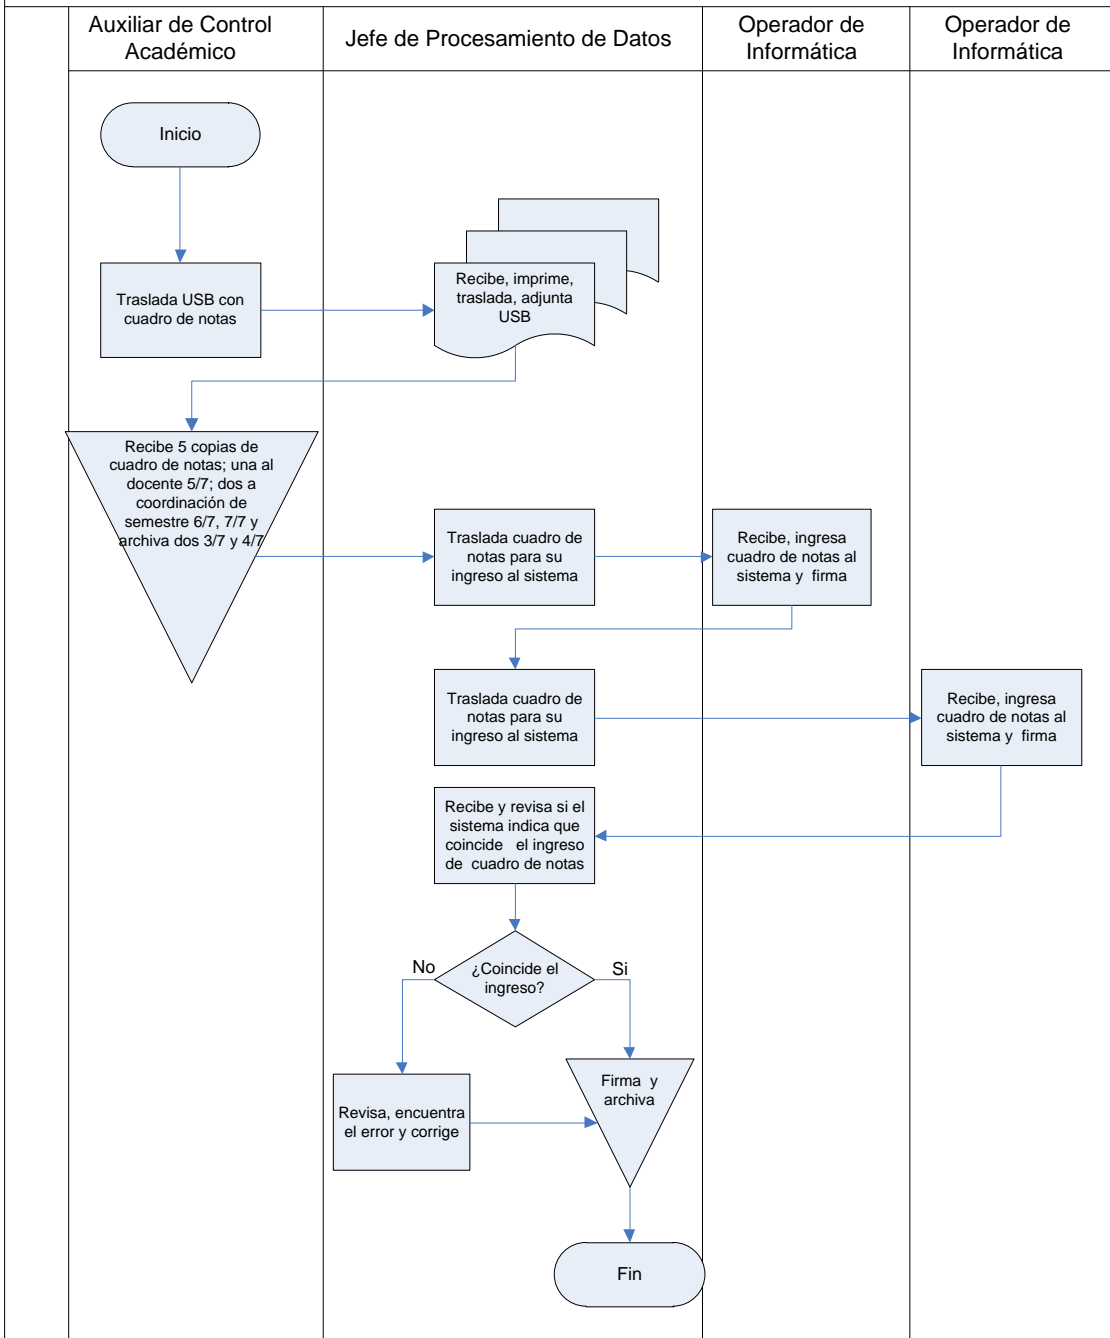 Auxiliar de Control
Académico
Jefe de Procesamiento de Datos
Operador de
Informática
Operador de
Informática
Inicio
Traslada USB con
cuadro de notas
Recibe, imprime,
traslada, adjunta
USB
Recibe 5 copias de
cuadro de notas; una al
docente 5/7; dos a
coordinación de
semestre 6/7, 7/7 y
archiva dos 3/7 y 4/7
Traslada cuadro de
notas para su
ingreso al sistema
Recibe, ingresa
cuadro de notas al
sistema y firma
Traslada cuadro de
notas para su
ingreso al sistema
Recibe, ingresa
cuadro de notas al
sistema y firma
Recibe y revisa si el
sistema indica que
coincide el ingreso
de cuadro de notas
¿Coincide el
ingreso?
No
Si
Revisa, encuentra
el error y corrige
Firma y
archiva
Fin